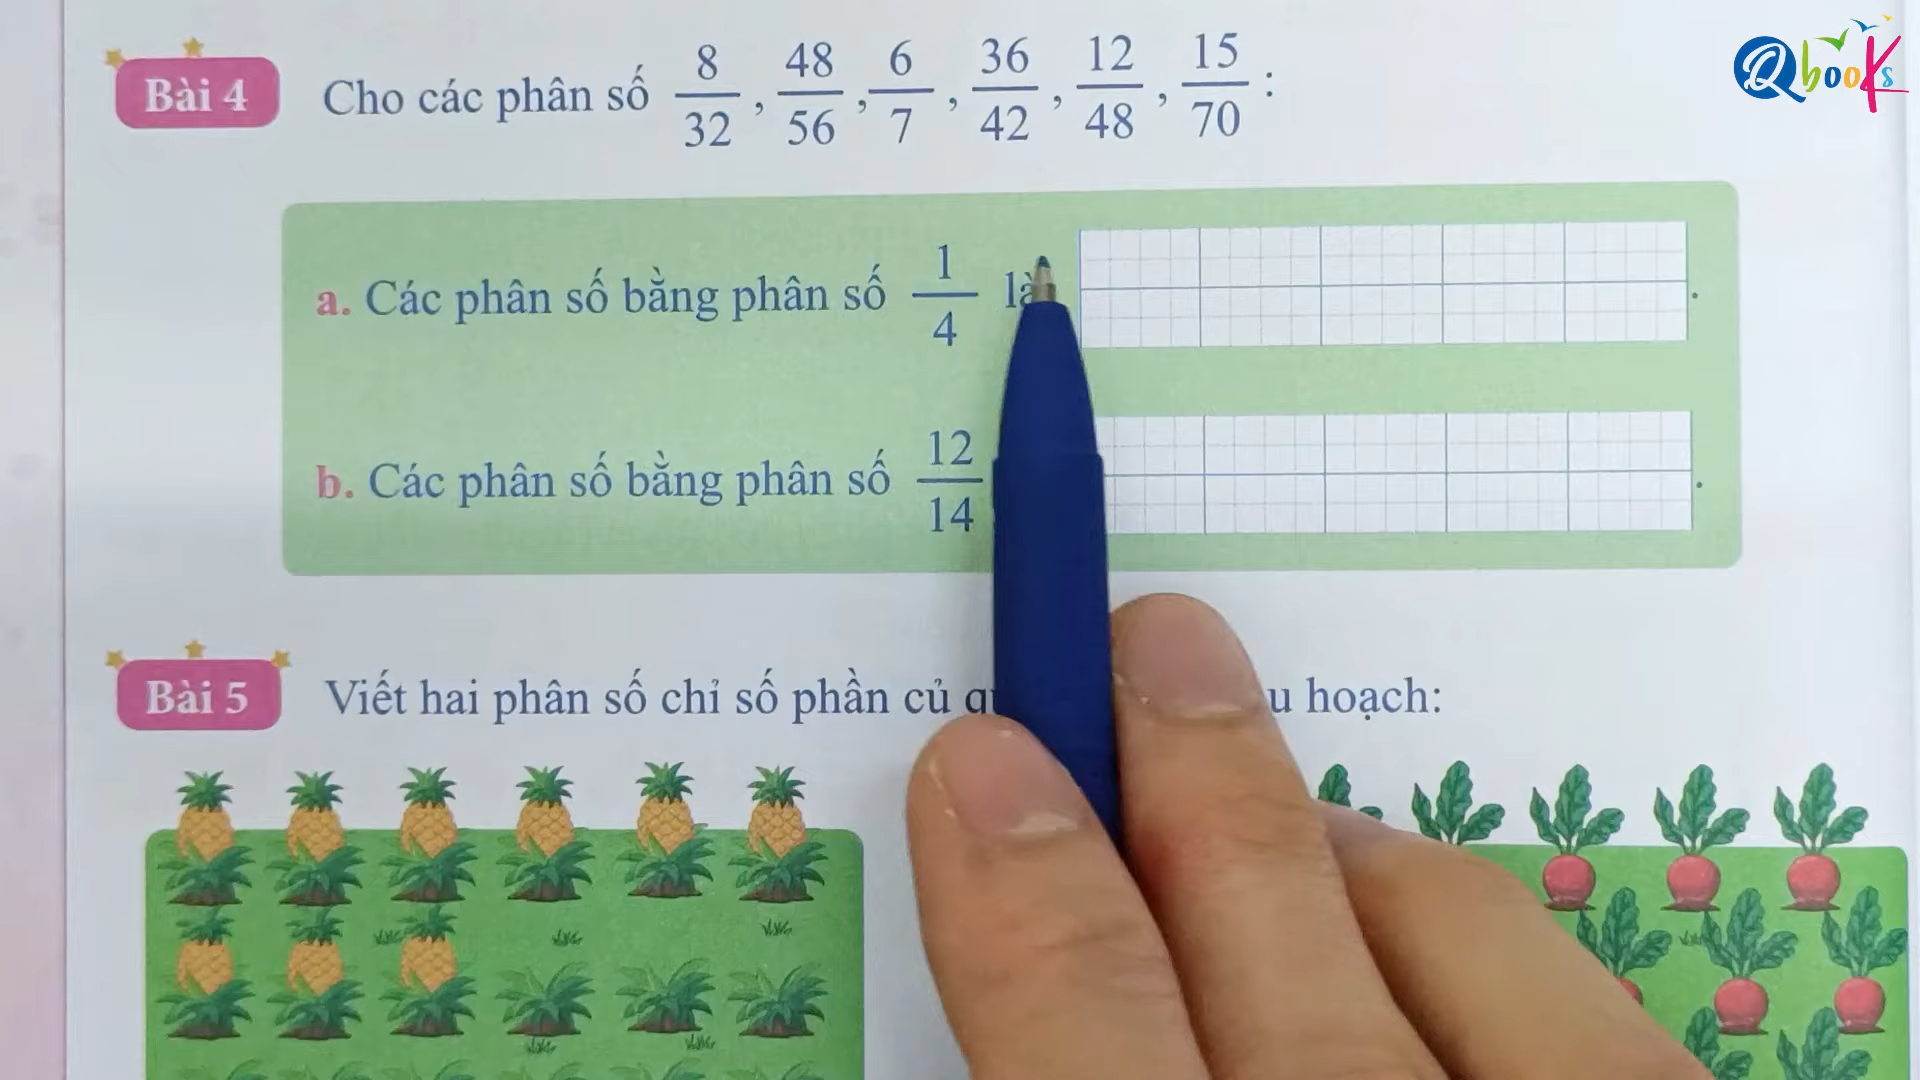 Qbooks
Bài 4 Cho các phân số 8/32 , 48/56 , 6/7 , 36/42 , 12/48 , 15/70 :
a. Các phân số bằng phân số 1/4 là .
b. Các phân số bằng phân số 12/14 .
Bài 5 Viết hai phân số chỉ số phần củ hoạch: